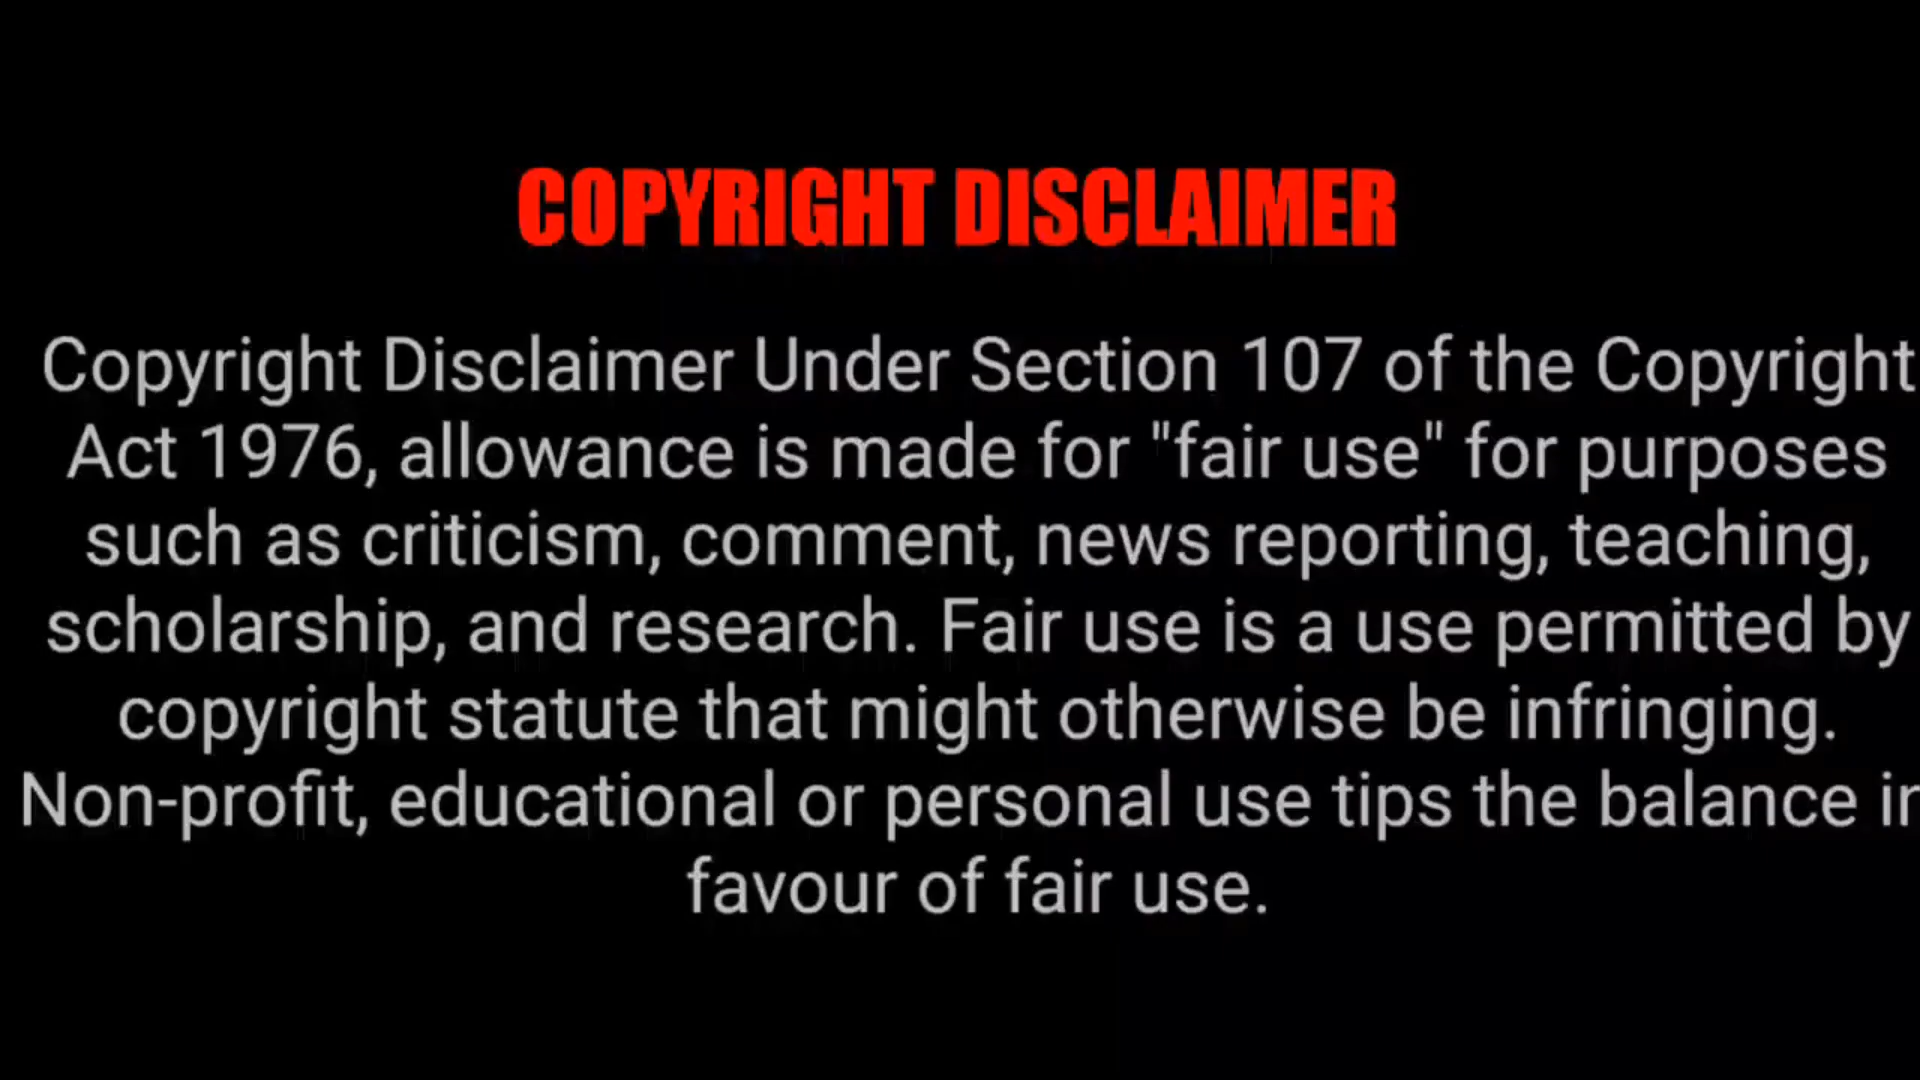 COPYRIGHT DISCLAIMER
Copyright Disclaimer Under Section 107 of the Copyright
Act 1976, allowance is made for "fair use" for purposes
such as criticism, comment, news reporting, teaching,
scholarship, and research. Fair use is a use permitted by
copyright statute that might otherwise be infringing.
Non-profit, educational or personal use tips the balance in
favour of fair use.